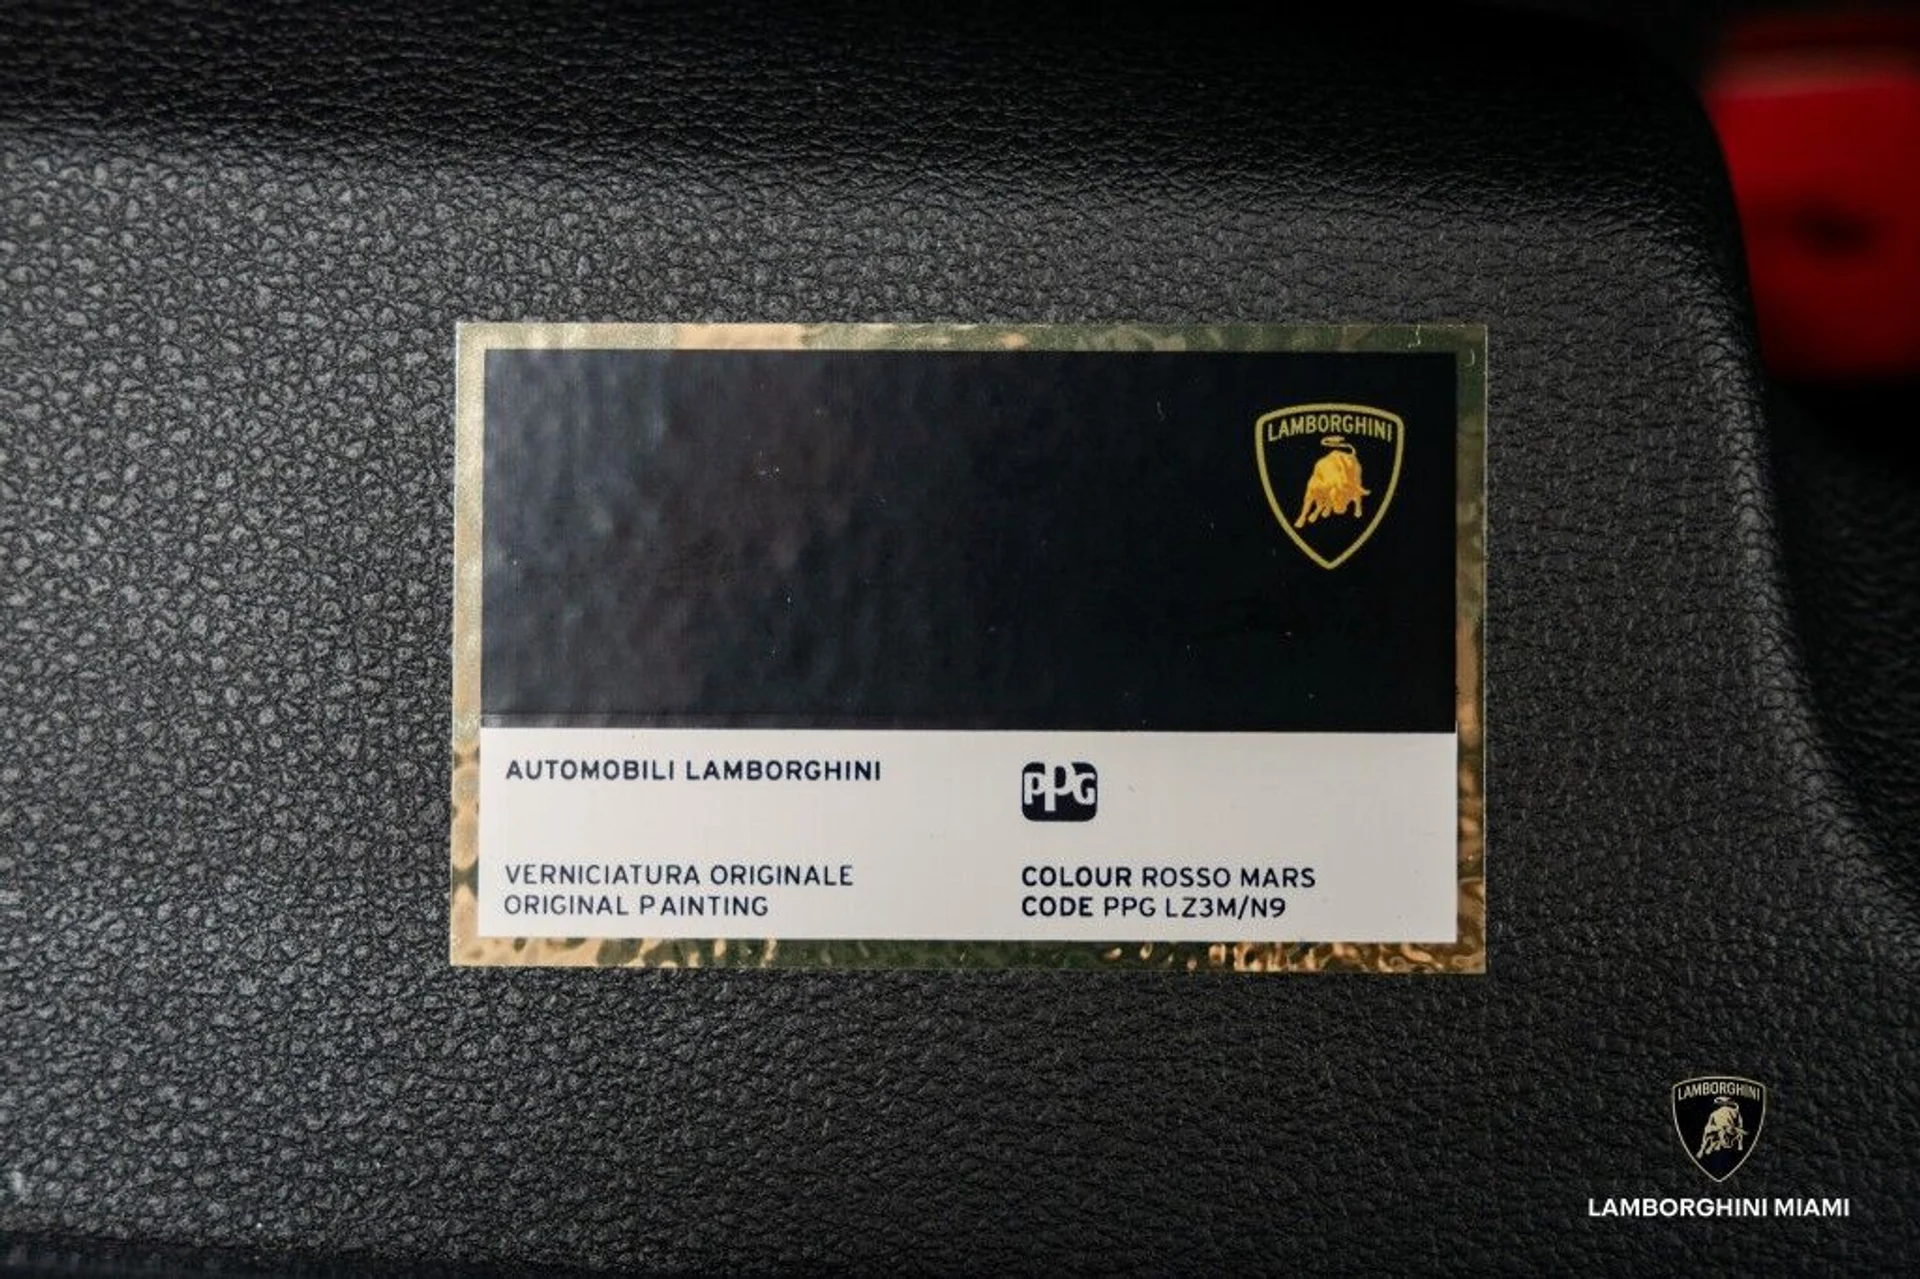 LAMBORGHINI
AUTOMOBILI LAMBORGHINI
PPG
VERNICIATURA ORIGINALE
ORIGINAL PAINTING
COLOUR ROSSO MARS
CODE PPG LZ3M/N9
LAMBORGHINI
LAMBORGHINI MIAMI